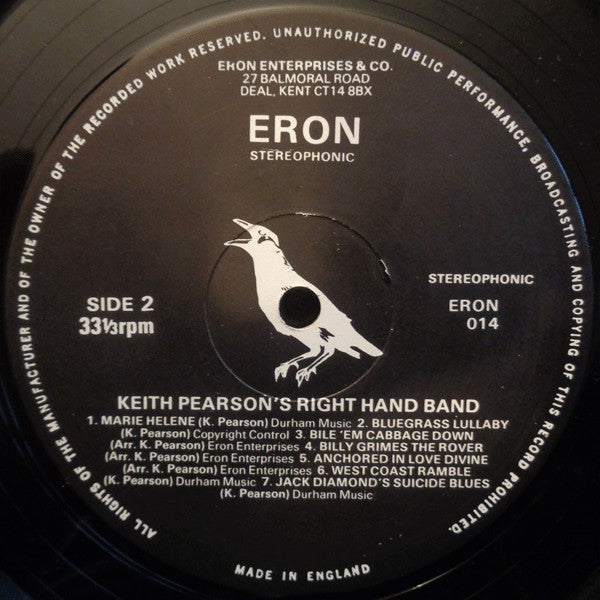 ALL RIGHTS OF THE MANUFACTURER AND OF THE OWNER OF THE RECORDED WORK RESERVED. UNAUTHORIZED PUBLIC PERFORMANCE, BROADCASTING AND COPYING OF THIS RECORD PROHIBITED.
ERON ENTERPRISES & CO.
27 BALMORAL ROAD
DEAL, KENT CT14 8BX
ERON
STEREOPHONIC
STEREOPHONIC
SIDE 2
ERON
33⅓rpm
014
KEITH PEARSON'S RIGHT HAND BAND
1. MARIE HELENE (K. Pearson) Durham Music 2. BLUEGRASS LULLABY
(K. Pearson) Copyright Control 3. BILE 'EM CABBAGE DOWN
(Arr. K. Pearson) Eron Enterprises 4. BILLY GRIMES THE ROVER
(Arr. K. Pearson) Eron Enterprises 5. ANCHORED IN LOVE DIVINE
(Arr. K. Pearson) Eron Enterprises 6. WEST COAST RAMBLE
(K. Pearson) Durham Music 7. JACK DIAMOND'S SUICIDE BLUES
(K. Pearson) Durham Music
MADE IN ENGLAND